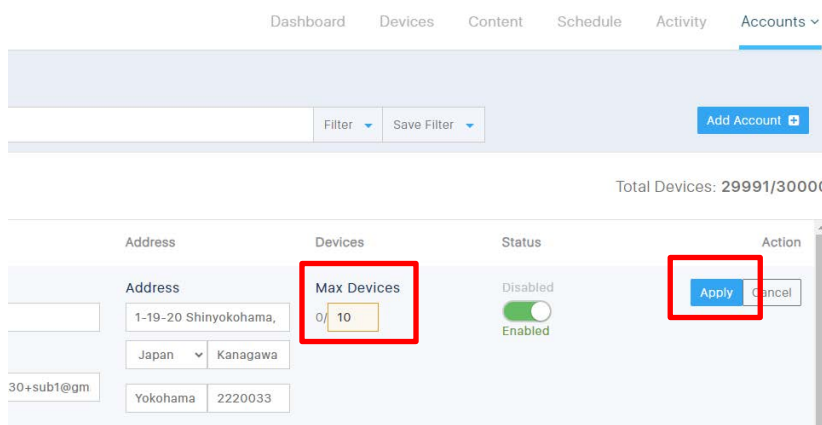 Dashboard Devices Content Schedule Activity Accounts
Filter Save Filter Add Account
Total Devices: 29991/30000
Address Devices Status Action
Address Max Devices Disabled Apply Cancel
1-19-20 Shinyokohama, 0/ 10
Enabled
Japan Kanagawa
30+sub1@gm
Yokohama 2220033